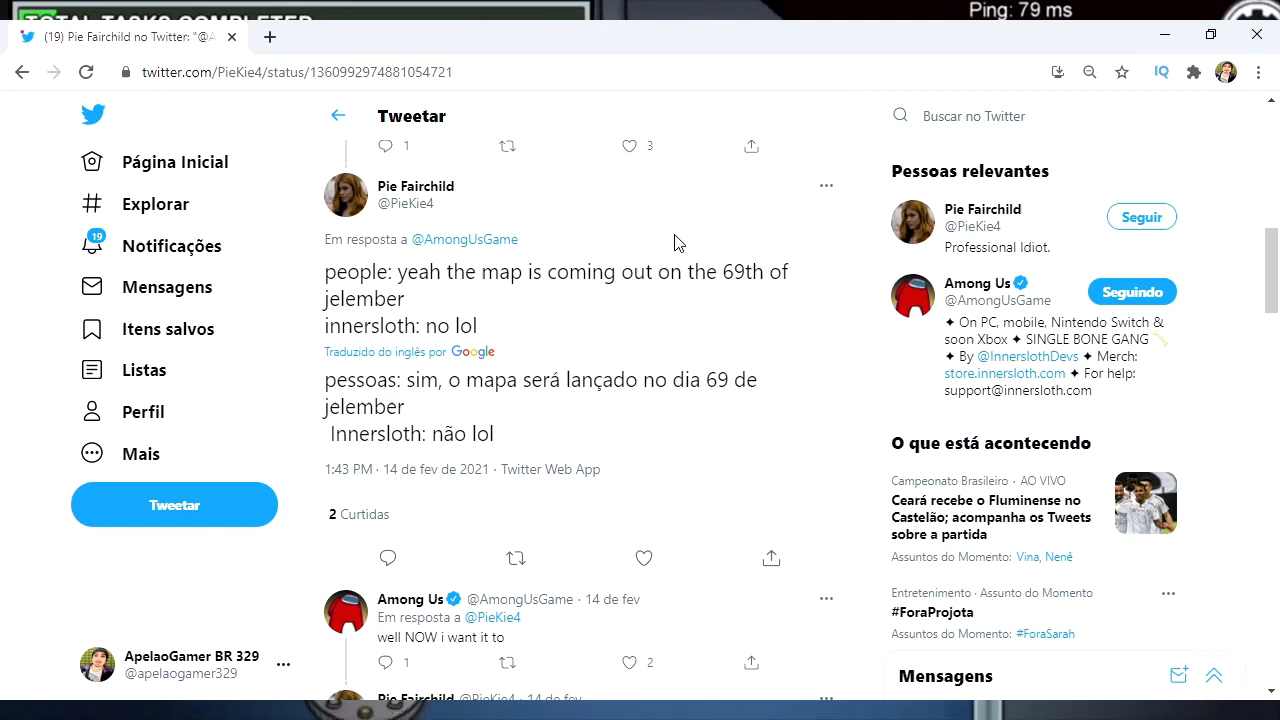 TOTAL TASKS COMPLETED
Ping: 79 ms
(19) Pie Fairchild no Twitter: "@A
twitter.com/PieKie4/status/1360992974881054721
IQ
Tweetar
Buscar no Twitter
1
3
Página Inicial
Explorar
19
Notificações
Mensagens
Itens salvos
Listas
Perfil
Mais
Tweetar
ApelaoGamer BR 329
@apelaogamer329
Pie Fairchild
@PieKie4
Em resposta a @AmongUsGame
people: yeah the map is coming out on the 69th of
jelember
innersloth: no lol
Traduzido do inglês por Google
pessoas: sim, o mapa será lançado no dia 69 de
jelember
Innersloth: não lol
1:43 PM · 14 de fev de 2021 · Twitter Web App
2 Curtidas
Among Us @AmongUsGame · 14 de fev
Em resposta a @PieKie4
well NOW i want it to
1
2
Pie Fairchild @PieKie4 · 14 de fev
Pessoas relevantes
Pie Fairchild
@PieKie4
Seguir
Professional Idiot.
Among Us
@AmongUsGame
Seguindo
✦ On PC, mobile, Nintendo Switch &
soon Xbox ✦ SINGLE BONE GANG 🦴
✦ By @InnerslothDevs ✦ Merch:
store.innersloth.com ✦ For help:
support@innersloth.com
O que está acontecendo
Campeonato Brasileiro · AO VIVO
Ceará recebe o Fluminense no
Castelão; acompanha os Tweets
sobre a partida
Assuntos do Momento: Vina, Nenê
Entretenimento · Assunto do Momento
#ForaProjota
Assuntos do Momento: #ForaSarah
Mensagens